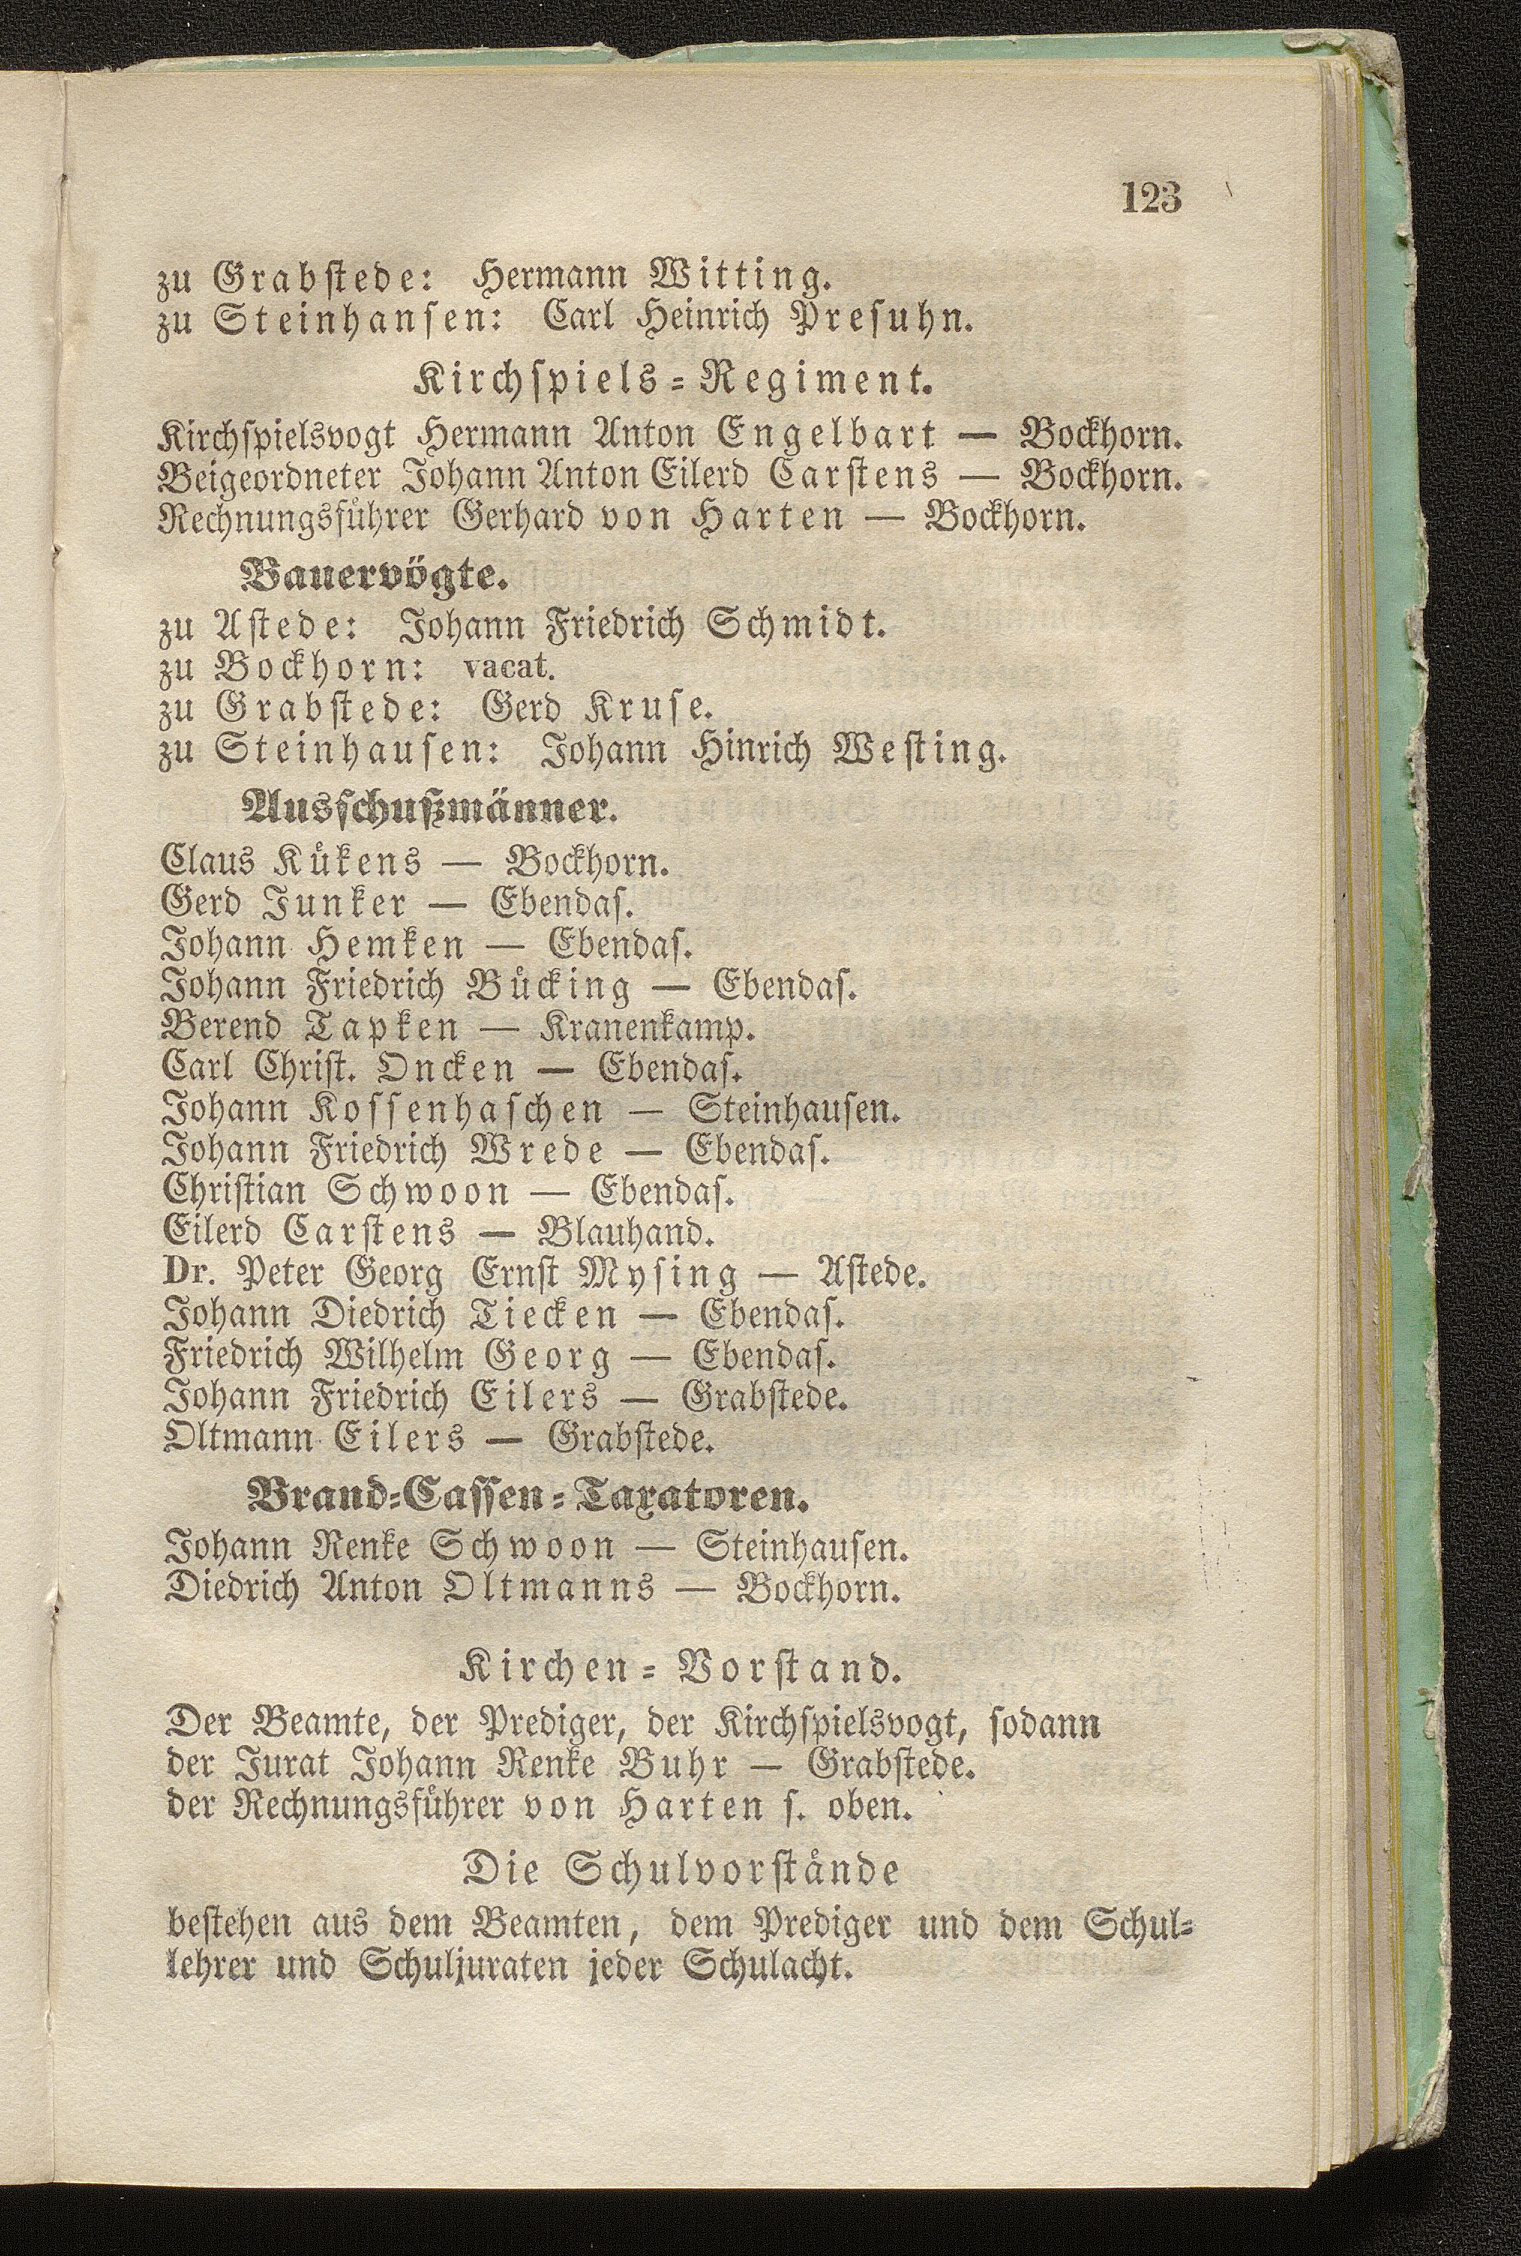 123
zu Grabstede: Hermann Witting.
zu Steinhansen: Carl Heinrich Presuhn.
Kirchspiels-Regiment.
Kirchspielsvogt Hermann Anton Engelbart — Bockhorn.
Beigeordneter Johann Anton Eilerd Carstens — Bockhorn.
Rechnungsführer Gerhard von Harten — Bockhorn.
Bauervögte.
zu Astede: Johann Friedrich Schmidt.
zu Bockhorn: vacat.
zu Grabstede: Gerd Kruse.
zu Steinhausen: Johann Hinrich Westing.
Ausschußmänner.
Claus Kükens — Bockhorn.
Gerd Junker — Ebendas.
Johann Hemken — Ebendas.
Johann Friedrich Bücking — Ebendas.
Berend Tapken — Kranenkamp.
Carl Christ. Oncken — Ebendas.
Johann Kossenhaschen — Steinhausen.
Johann Friedrich Wrede — Ebendas.
Christian Schwoon — Ebendas.
Eilerd Carstens — Blauhand.
Dr. Peter Georg Ernst Mysing — Astede.
Johann Diedrich Tiecken — Ebendas.
Friedrich Wilhelm Georg — Ebendas.
Johann Friedrich Eilers — Grabstede.
Oltmann Eilers — Grabstede.
Brand-Cassen-Taxatoren.
Johann Renke Schwoon — Steinhausen.
Diedrich Anton Oltmanns — Bockhorn.
Kirchen-Vorstand.
Der Beamte, der Prediger, der Kirchspielsvogt, sodann
der Jurat Johann Renke Buhr — Grabstede.
der Rechnungsführer von Harten s. oben.
Die Schulvorstände
bestehen aus dem Beamten, dem Prediger und dem Schul-
lehrer und Schuljuraten jeder Schulacht.